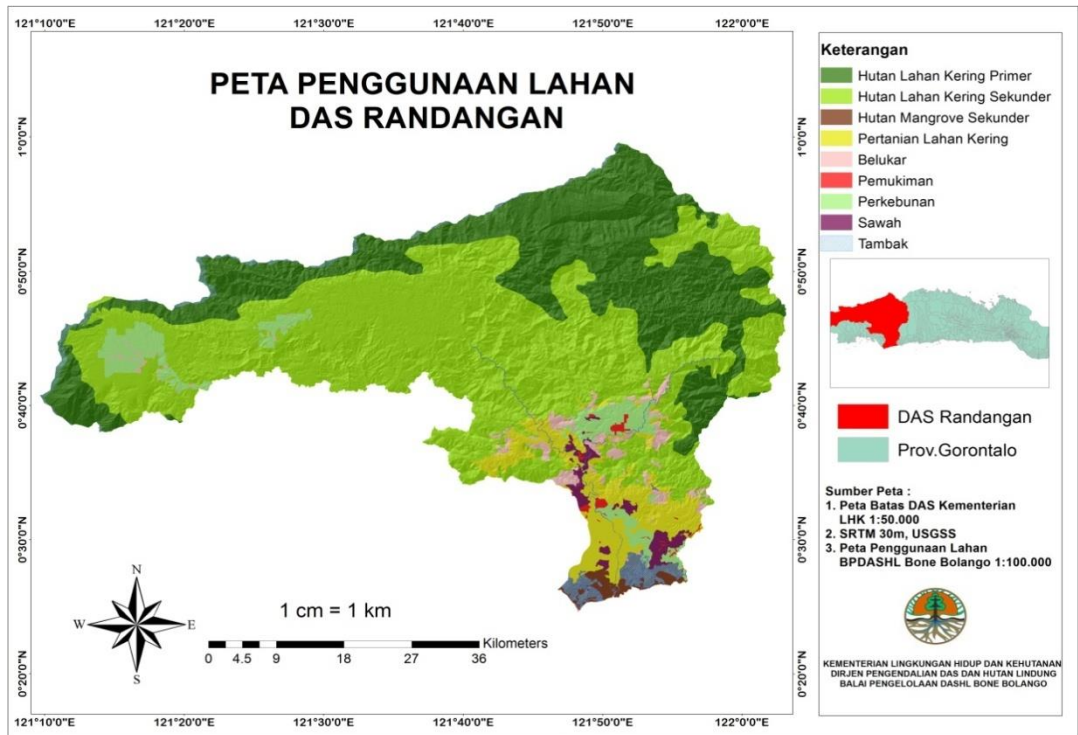 121°10'0"E 121°20'0"E 121°30'0"E 121°40'0"E 121°50'0"E 122°0'0"E
PETA PENGGUNAAN LAHAN
DAS RANDANGAN
1°0'0"N
0°50'0"N
0°40'0"N
0°30'0"N
0°20'0"N
1°0'0"N
0°50'0"N
0°40'0"N
0°30'0"N
0°20'0"N
N
W E
S
1 cm = 1 km
Kilometers
0 4.5 9 18 27 36
121°10'0"E 121°20'0"E 121°30'0"E 121°40'0"E 121°50'0"E 122°0'0"E
Keterangan
Hutan Lahan Kering Primer
Hutan Lahan Kering Sekunder
Hutan Mangrove Sekunder
Pertanian Lahan Kering
Belukar
Pemukiman
Perkebunan
Sawah
Tambak
DAS Randangan
Prov.Gorontalo
Sumber Peta :
1. Peta Batas DAS Kementerian
LHK 1:50.000
2. SRTM 30m, USGSS
3. Peta Penggunaan Lahan
BPDASHL Bone Bolango 1:100.000
KEMENTERIAN LINGKUNGAN HIDUP DAN KEHUTANAN
DIRJEN PENGENDALIAN DAS DAN HUTAN LINDUNG
BALAI PENGELOLAAN DASHL BONE BOLANGO